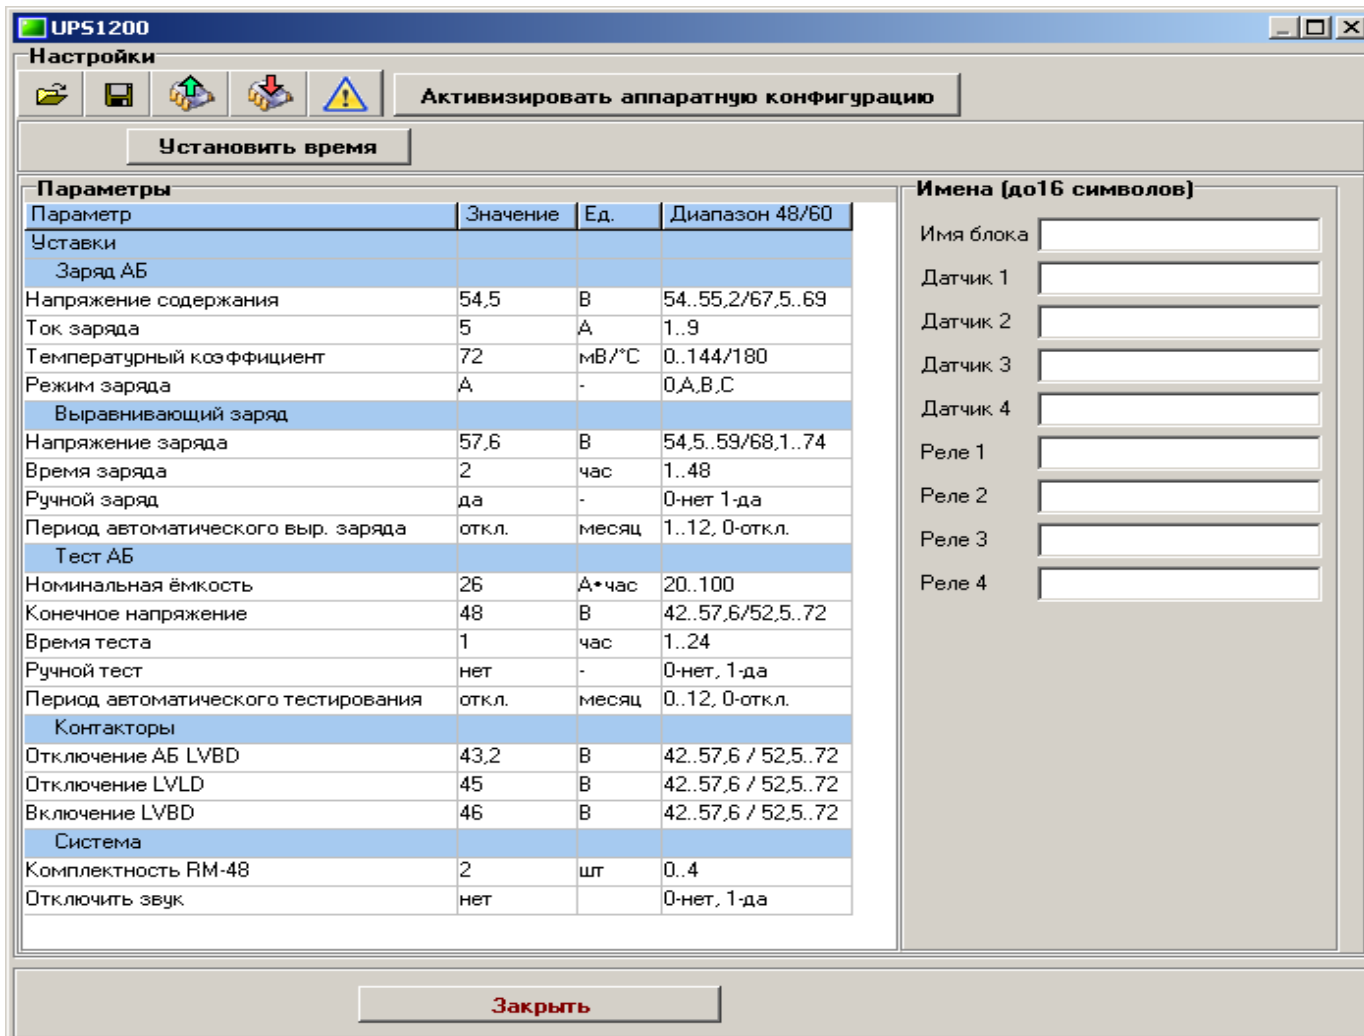 UPS1200
Настройки
Активизировать аппаратную конфигурацию
Установить время
Параметры
Параметр Значение Ед. Диапазон 48/60
Уставки
Заряд АБ
Напряжение содержания 54,5 В 54..55,2/67,5..69
Ток заряда 5 А 1..9
Температурный коэффициент 72 мВ/°С 0..144/180
Режим заряда А - 0,А,В,С
Выравнивающий заряд
Напряжение заряда 57,6 В 54,5..59/68,1..74
Время заряда 2 час 1..48
Ручной заряд да - 0-нет 1-да
Период автоматического выр. заряда откл. месяц 1..12, 0-откл.
Тест АБ
Номинальная ёмкость 26 А•час 20..100
Конечное напряжение 48 В 42..57,6/52,5..72
Время теста 1 час 1..24
Ручной тест нет - 0-нет, 1-да
Период автоматического тестирования откл. месяц 0..12, 0-откл.
Контакторы
Отключение АБ LVBD 43,2 В 42..57,6 / 52,5..72
Отключение LVLD 45 В 42..57,6 / 52,5..72
Включение LVBD 46 В 42..57,6 / 52,5..72
Система
Комплектность RM-48 2 шт 0..4
Отключить звук нет 0-нет, 1-да
Имена (до16 символов)
Имя блока
Датчик 1
Датчик 2
Датчик 3
Датчик 4
Реле 1
Реле 2
Реле 3
Реле 4
Закрыть